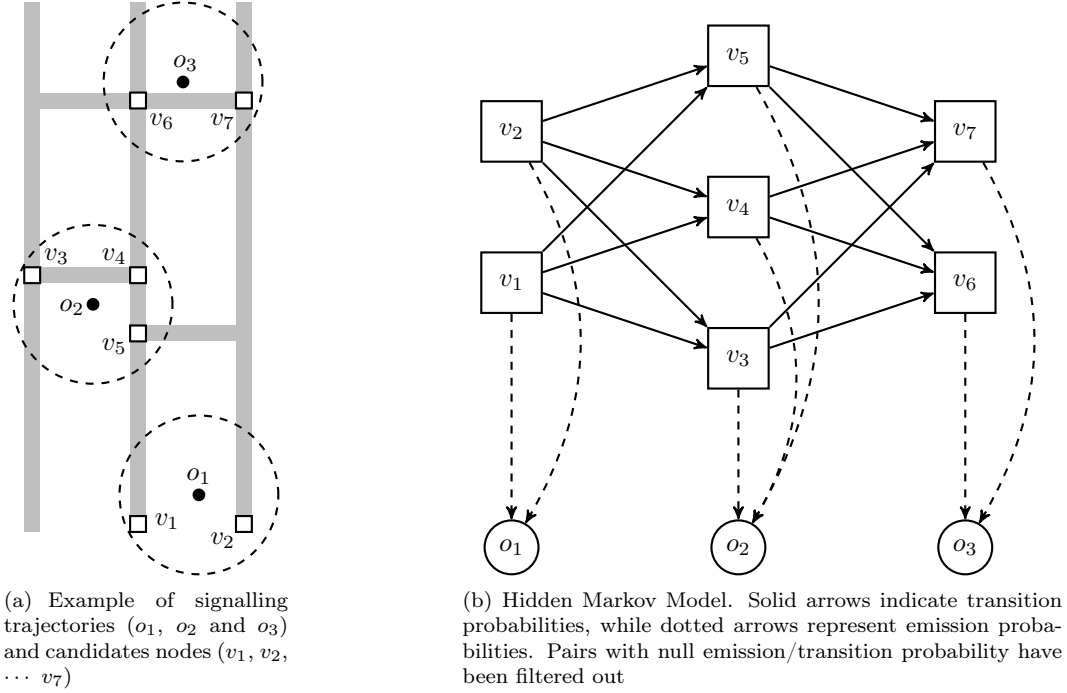 o3
v6
v7
v3
v4
o2
v5
o1
v1
v2
v5
v2
v7
v4
v1
v6
v3
o1
o2
o3
(a) Example of signalling
trajectories (o1, o2 and o3)
and candidates nodes (v1, v2,
··· v7)
(b) Hidden Markov Model. Solid arrows indicate transition
probabilities, while dotted arrows represent emission proba-
bilities. Pairs with null emission/transition probability have
been filtered out